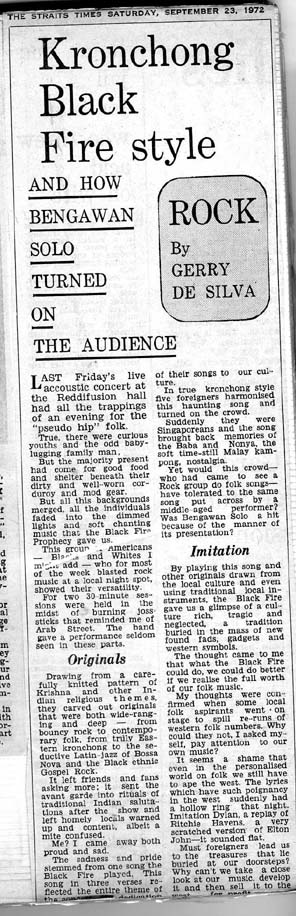 THE STRAITS TIMES SATURDAY, SEPTEMBER 23, 1972
Kronchong
Black
Fire style
AND HOW
BENGAWAN
SOLO
TURNED
ON
THE AUDIENCE
ROCK
By
GERRY
DE SILVA
LAST Friday's live
accoustic concert at
the Reddifusion hall
had all the trappings
of an evening for the
"pseudo hip" folk.
True, there were curious
youths and the odd baby-
lugging family man.
But the majority present
had come, for good food
and shelter beneath their
dirty and well-worn cor-
duroy and mod gear.
But all this backgrounds
merged, all the individuals
faded into the dimmed
lights and soft chanting
music that the Black Fire
Prophecy gave us.
This group Americans
and Whites I
add — who for most
of the week blasted rock
music at a local night spot,
showed their versatility.
For two 30-minute ses-
sions were held in the
midst of burning joss-
sticks that reminded me of
Arab Street. The band
gave a performance seldom
seen in these parts.
Originals
Drawing from a care-
fully knitted pattern of
Krishna and other In-
dian religious themes,
they carved out originals
that were both wide-rang-
ing and deep — from
bouncy rock to contempo-
rary folk, from truly Eas-
tern kronchong to the se-
ductive Latin-jazz of Bossa
Nova and the Black ethnic
Gospel Rock.
It left friends and fans
asking more: it sent the
avant garde into rituals of
traditional Indian saluta-
tions after the show and
left homely locals warned
up and content, albeit a
mite confused.
Me? I came away both
proud and sad.
The sadness and pride
stemmed from one song the
Black Fire played. This
song in three verses re-
flected the entire theme of
of their songs to our cul-
ture.
In true kronchong style
five foreigners harmonised
this haunting song and
turned on the crowd.
Suddenly they were
Singaporeans and the song
brought back memories of
the Baba and Nonya, the
soft time-still Malay kam-
pong, nostalgia.
Yet would this crowd—
who had came to see a
Rock group do folk songs—
have tolerated to the same
song put across by a
middle-aged performer?
Was Bengawan Solo a hit
because of the manner of
its presentation?
Imitation
By playing this song and
other originals drawn from
the local culture and even
using traditional local in-
struments, the Black Fire
gave us a glimpse of a cul-
ture rich, tragic and
neglected, a tradition
buried in the mass of new
found fads, gadgets and
western symbols.
The thought came to me
that what the Black Fire
could do, we could do better
if we realise the full worth
of our folk music.
My thoughts were con-
firmed when some local
folk aspirants went on
stage to spill re-runs of
western folk numbers. Why
could they not, I asked my-
self, pay attention to our
own music?
It seems a shame that
even in the personalised
world on folk we still have
to ape the west. The lyrics
which have such poignancy
in the west suddenly had
a hollow ring that night.
Imitation Dylan, a replay of
Ritchie Havens, a very
scratched version of Elton
John—it sounded flat.
Must foreigners lead us
to the treasures that lie
buried at our doorsteps?
Why can't we take a close
look at our music develop
it and then sell it to the